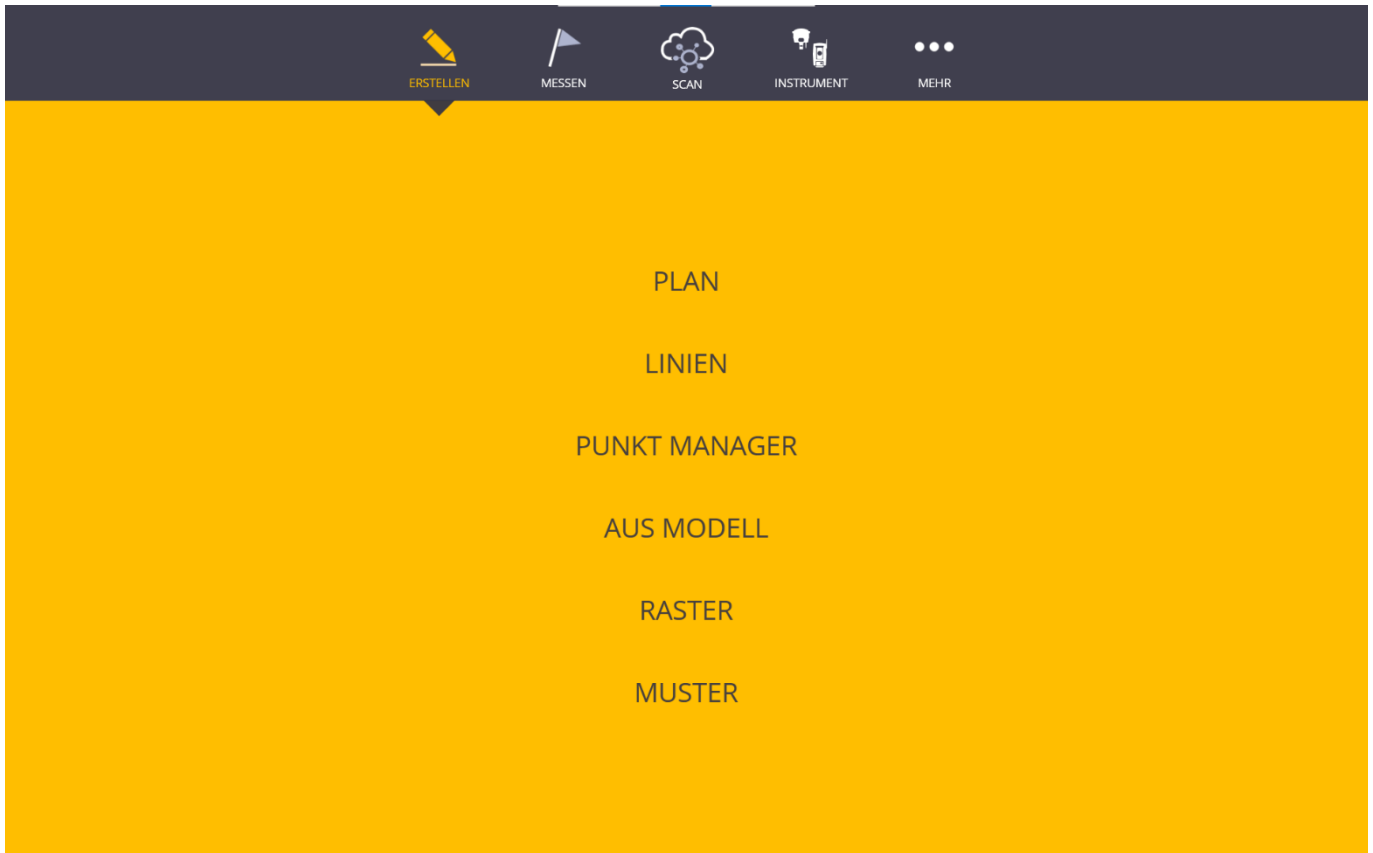 ERSTELLEN
MESSEN
SCAN
INSTRUMENT
MEHR
PLAN
LINIEN
PUNKT MANAGER
AUS MODELL
RASTER
MUSTER